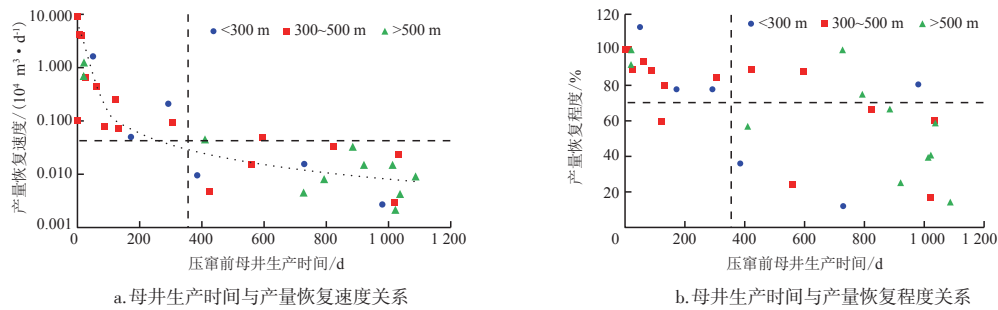 产量恢复速度/(10⁴ m³·d⁻¹)
10.000
1.000
0.100
0.010
0.001
<300 m 300~500 m >500 m
0 200 400 600 800 1 000 1 200
压窜前母井生产时间/d
a.母井生产时间与产量恢复速度关系
产量恢复程度/%
120
100
80
60
40
20
<300 m 300~500 m >500 m
0 200 400 600 800 1 000 1 200
压窜前母井生产时间/d
b.母井生产时间与产量恢复程度关系